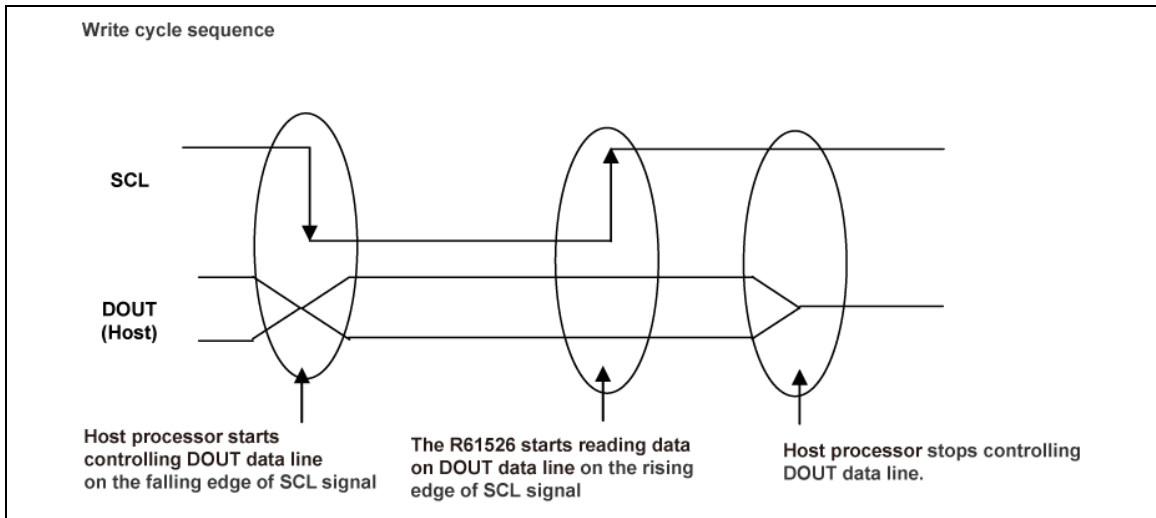 Write cycle sequence
SCL
DOUT
(Host)
Host processor starts
controlling DOUT data line
on the falling edge of SCL signal
The R61526 starts reading data
on DOUT data line on the rising
edge of SCL signal
Host processor stops controlling
DOUT data line.